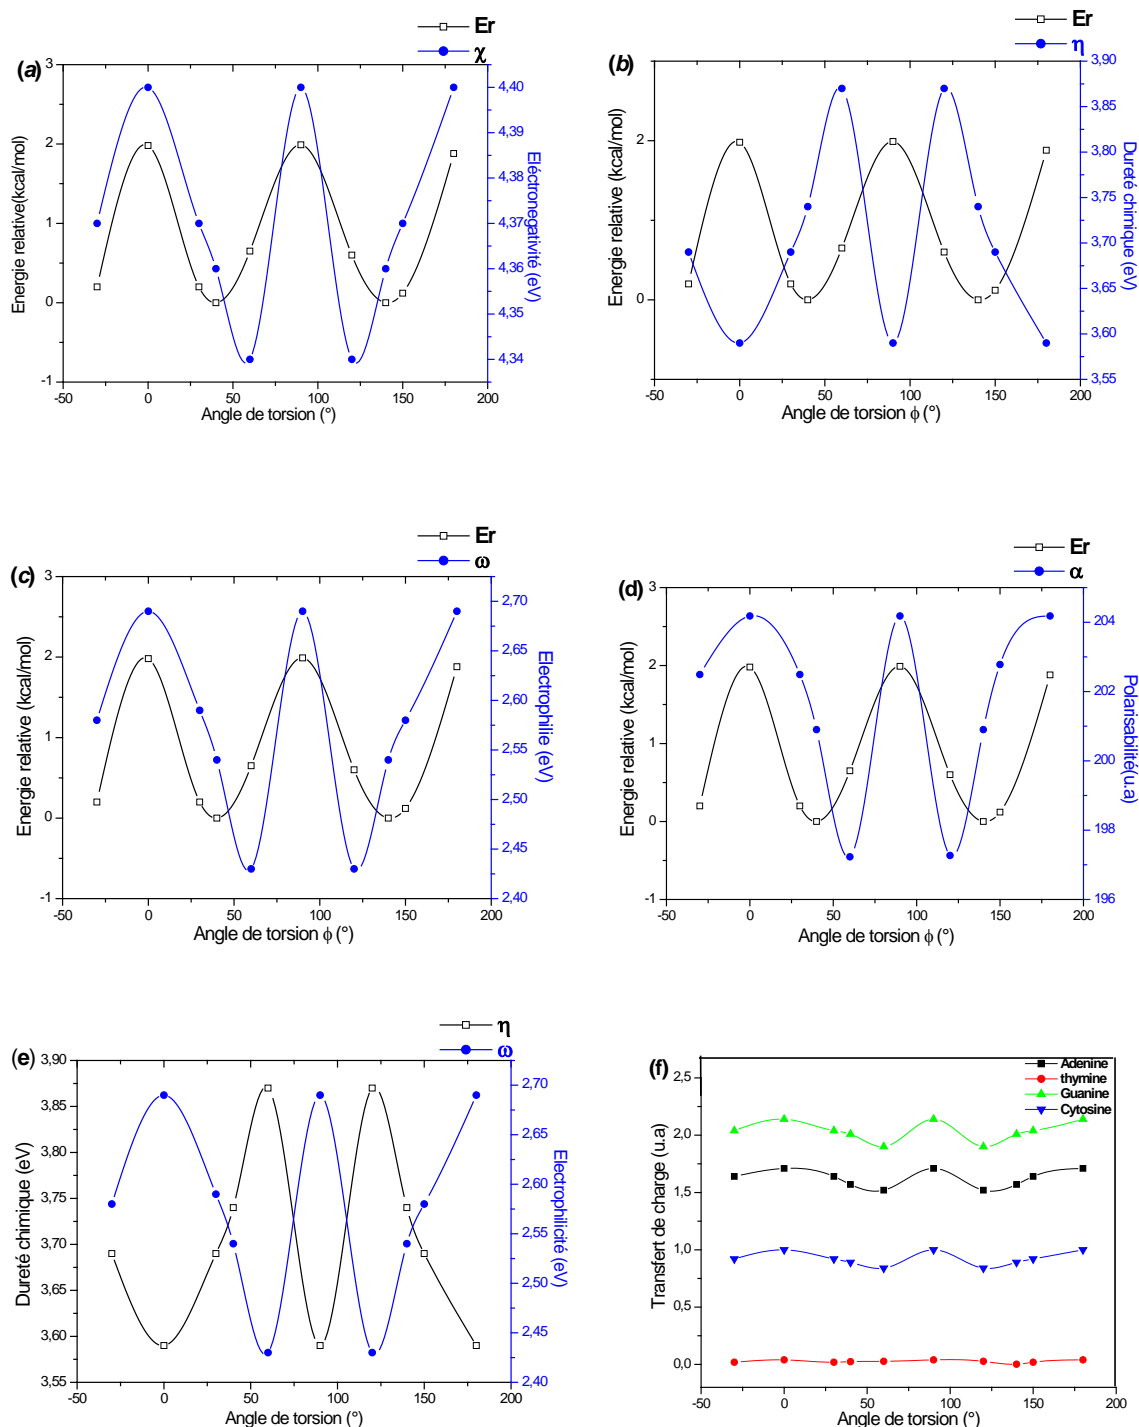 Er
χ
(a)
3
2
1
0
-1
-50
0
50
100
150
200
4,40
4,39
4,38
4,370
4,36
4,35
4,34
Energie relative(kcal/mol)
Eléctronegativité (eV)
Angle de torsion (°)
Er
η
(b)
2
0
-50
0
50
100
150
200
3,90
3,85
3,80
3,75
3,70
3,65
3,60
3,55
Energie relative (kcal/mol)
Dureté chimique (eV)
Angle de torsion ϕ (°)
Er
ω
(c)
3
2
1
0
-1
-50
0
50
100
150
200
2,70
2,65
2,60
2,55
2,50
2,45
2,40
Energie relative (kcal/mol)
Electrophilie (eV)
Angle de torsion ϕ (°)
Er
α
(d)
3
2
1
0
-1
-50
0
50
100
150
200
204
202
200
198
196
Energie relative (kcal/mol)
Polarisabilité(u.a)
Angle de torsion ϕ (°)
η
ω
(e)
3,90
3,85
3,80
3,75
3,70
3,65
3,60
3,55
-50
0
50
100
150
200
2,70
2,65
2,60
2,55
2,50
2,45
2,40
Dureté chimique (eV)
Electrophilicité (eV)
Angle de torsion (°)
(f)
Adenine
thymine
Guanine
Cytosine
2,5
2,0
1,5
1,0
0,5
0,0
-50
0
50
100
150
200
Transfert de charge (u.a)
Angle de torsion (°)